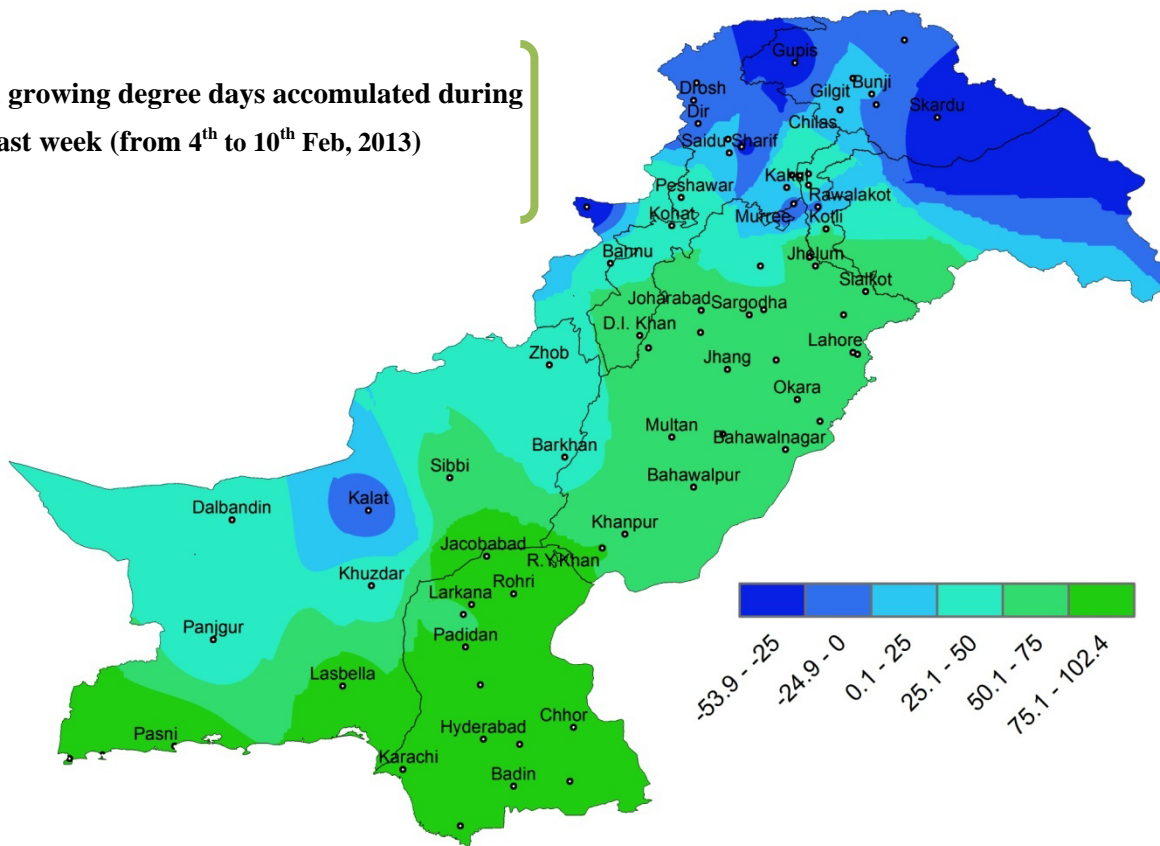 growing degree days accomulated during
ast week (from 4th to 10th Feb, 2013)
Gupis
Drosh
Gilgit Bunji
Dir
Skardu
Chilas
Saidu Sharif
Peshawar
Rawalakot
Kohat
Murree
Kotli
Bannu
Jhelum
Sialkot
Joharabad
Sargodha
D.I. Khan
Lahore
Zhob
Jhang
Okara
Multan
Bahawalnagar
Barkhan
Sibbi
Bahawalpur
Kalat
Dalbandin
Khanpur
Jacobabad
R.Y.Khan
Khuzdar
Rohri
Larkana
Panjgur
Padidan
Lasbella
Chhor
Pasni
Hyderabad
Karachi
Badin
-53.9 - -25
-24.9 - 0
0.1 - 25
25.1 - 50
50.1 - 75
75.1 - 102.4